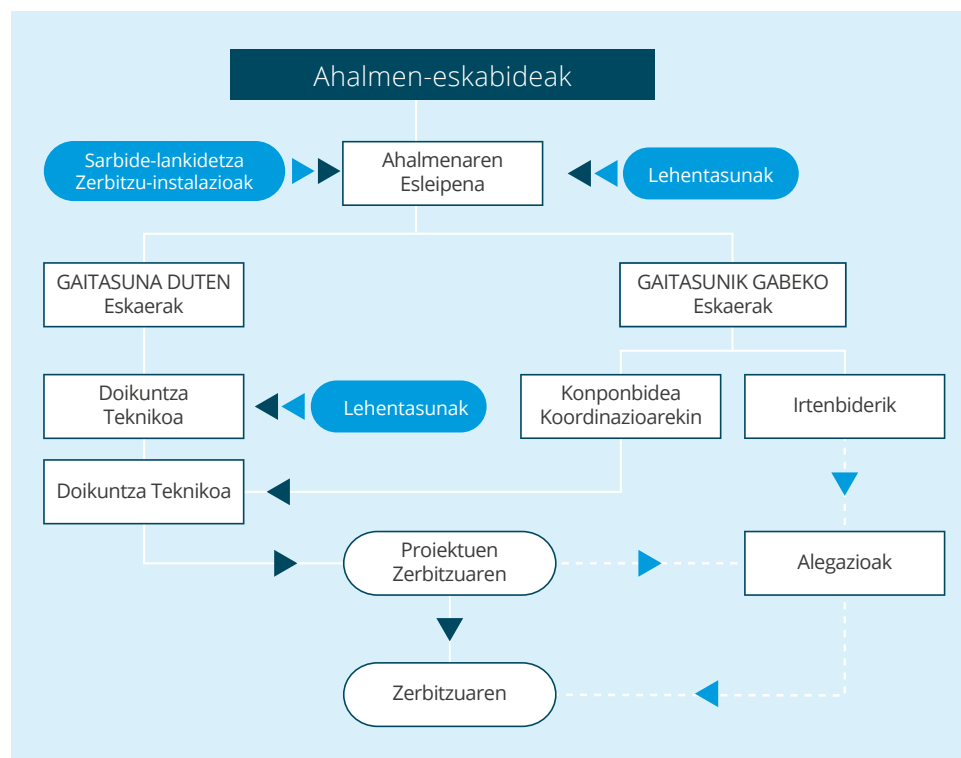 Ahalmen-eskabideak
Sarbide-lankidetza
Zerbitzu-instalazioak
Ahalmenaren
Esleipena
Lehentasunak
GAITASUNA DUTEN
Eskaerak
GAITASUNIK GABEKO
Eskaerak
Doikuntza
Teknikoa
Lehentasunak
Konponbidea
Koordinazioarekin
Irtenbiderik
Doikuntza Teknikoa
Proiektuen
Zerbitzuaren
Alegazioak
Zerbitzuaren